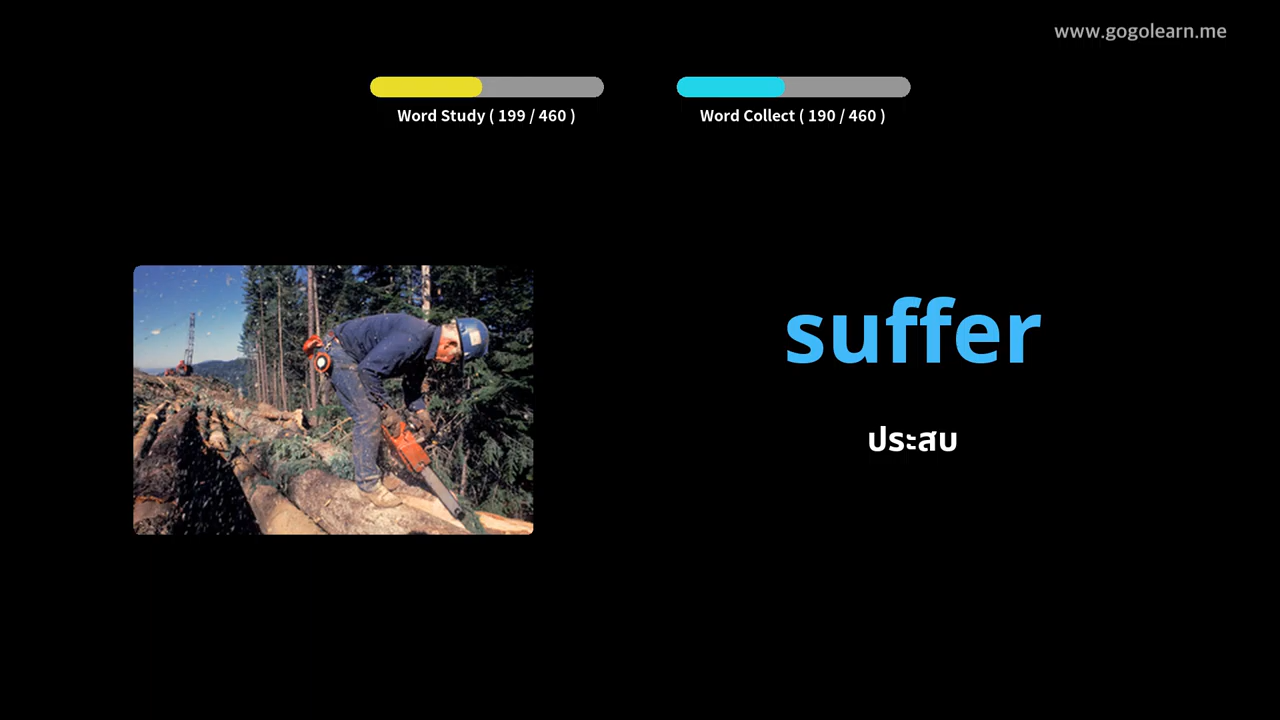 www.gogolearn.me
Word Study ( 199 / 460 )
Word Collect ( 190 / 460 )
suffer
ประสบ